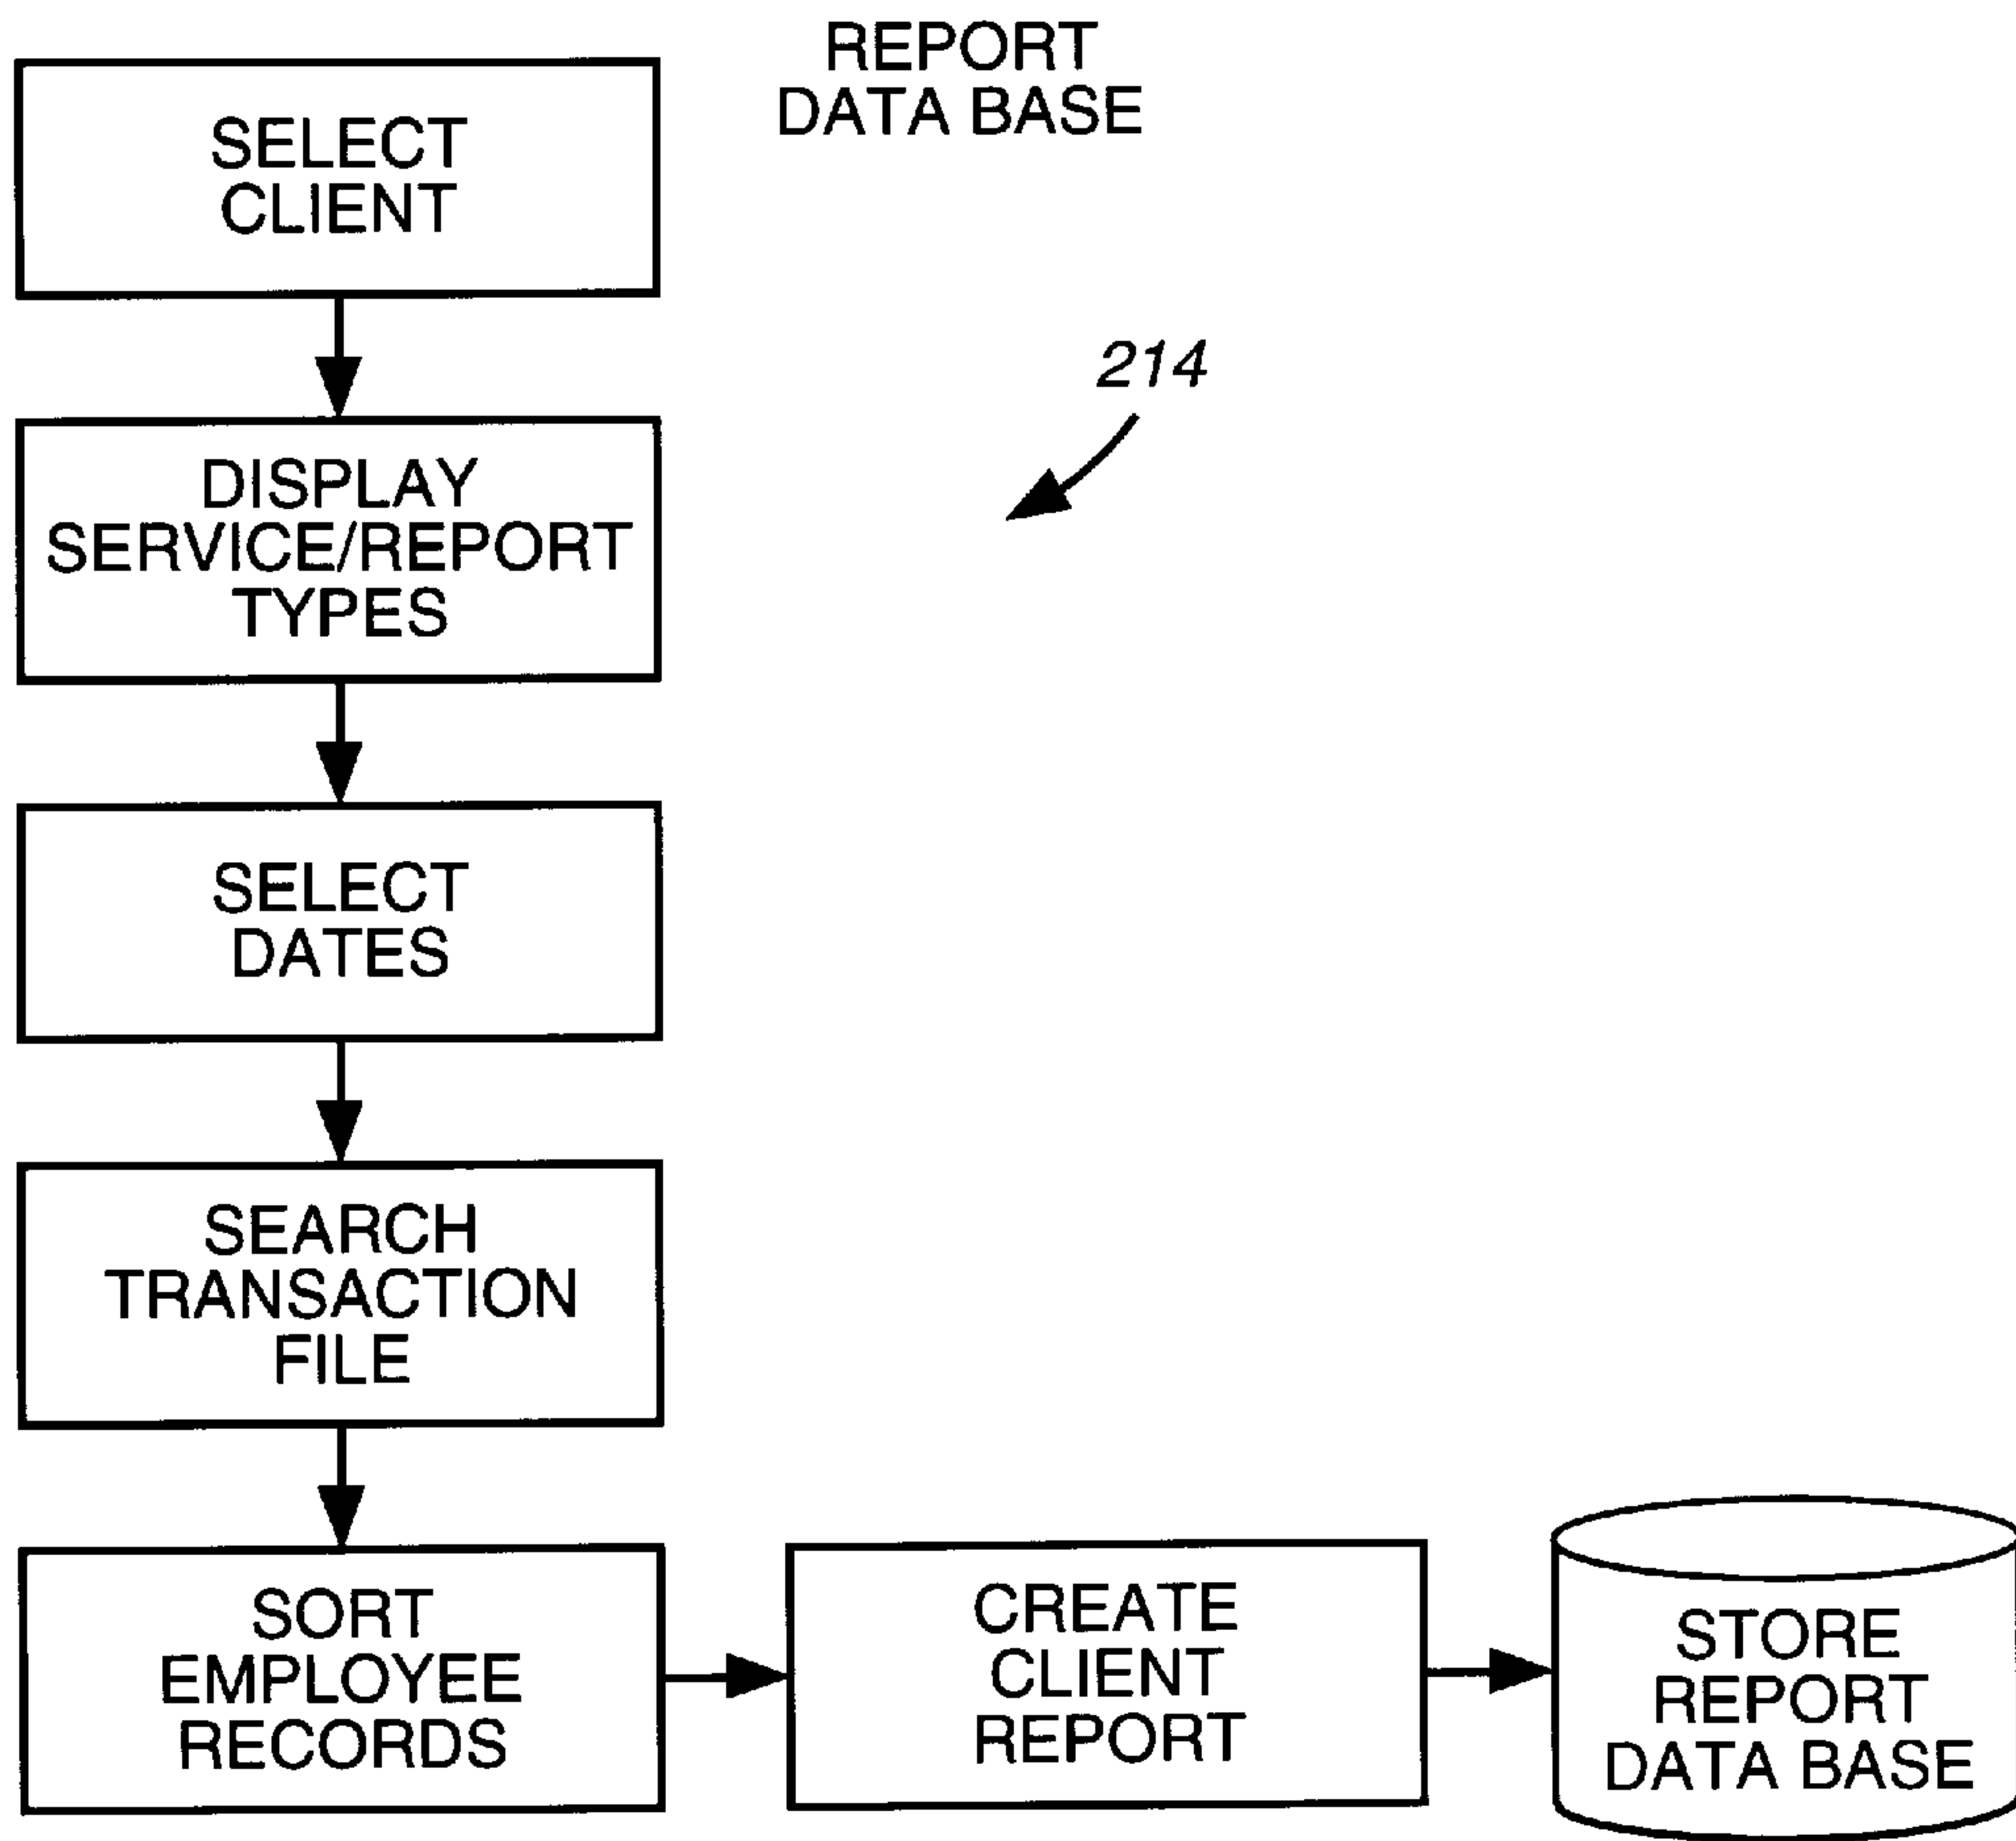 REPORT
DATA BASE
SELECT
CLIENT
214
DISPLAY
SERVICE/REPORT
TYPES
SELECT
DATES
SEARCH
TRANSACTION
FILE
SORT
EMPLOYEE
RECORDS
CREATE
CLIENT
REPORT
STORE
REPORT
DATA BASE